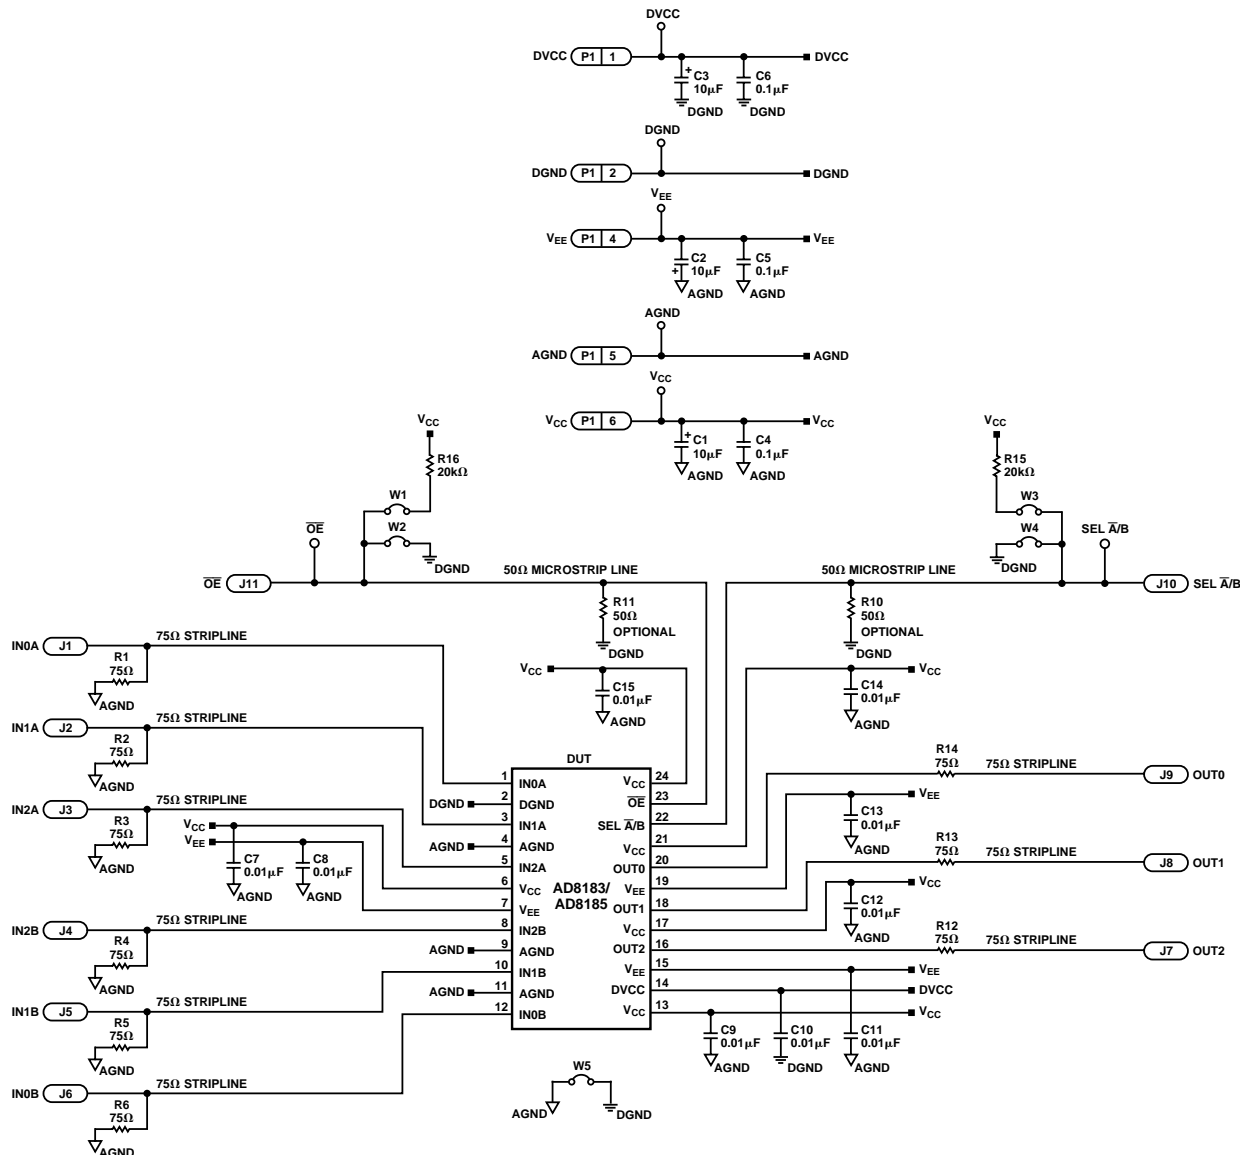 DVCC
DVCC P1 1 DVCC
C3 10µF
C6 0.1µF
DGND DGND
DGND
DGND P1 2 DGND
VEE
VEE P1 4 VEE
C2 10µF
C5 0.1µF
AGND AGND
AGND
AGND P1 5 AGND
VCC
VCC P1 6 VCC
C1 10µF
C4 0.1µF
AGND AGND
VCC
R16 20kΩ
W1
W2
DGND
O̅E̅
O̅E̅ J11
50Ω MICROSTRIP LINE
R11 50Ω OPTIONAL
DGND
VCC
R15 20kΩ
W3
W4
DGND
SEL A̅/B
50Ω MICROSTRIP LINE
J10 SEL A̅/B
R10 50Ω OPTIONAL
DGND
VCC
C15 0.01µF
AGND
VCC
C14 0.01µF
AGND
IN0A J1 75Ω STRIPLINE
R1 75Ω
AGND
IN1A J2 75Ω STRIPLINE
R2 75Ω
AGND
IN2A J3 75Ω STRIPLINE
R3 75Ω
AGND
VCC
VEE
C7 0.01µF
C8 0.01µF
AGND AGND
IN2B J4 75Ω STRIPLINE
R4 75Ω
AGND
IN1B J5 75Ω STRIPLINE
R5 75Ω
AGND
IN0B J6 75Ω STRIPLINE
R6 75Ω
AGND
DUT
AD8183/
AD8185
1 IN0A
DGND 2 DGND
3 IN1A
AGND 4 AGND
5 IN2A
6 VCC
7 VEE
8 IN2B
AGND 9 AGND
10 IN1B
AGND 11 AGND
12 IN0B
VCC 24
O̅E̅ 23
SEL A̅/B 22
VCC 21
OUT0 20
VEE 19
OUT1 18
VCC 17
OUT2 16
VEE 15
DVCC 14
VCC 13
R14 75Ω 75Ω STRIPLINE J9 OUT0
VEE
C13 0.01µF
AGND
R13 75Ω 75Ω STRIPLINE J8 OUT1
VCC
C12 0.01µF
AGND
R12 75Ω 75Ω STRIPLINE J7 OUT2
VEE
DVCC
VCC
C9 0.01µF
C10 0.01µF
C11 0.01µF
AGND DGND AGND
W5
AGND DGND